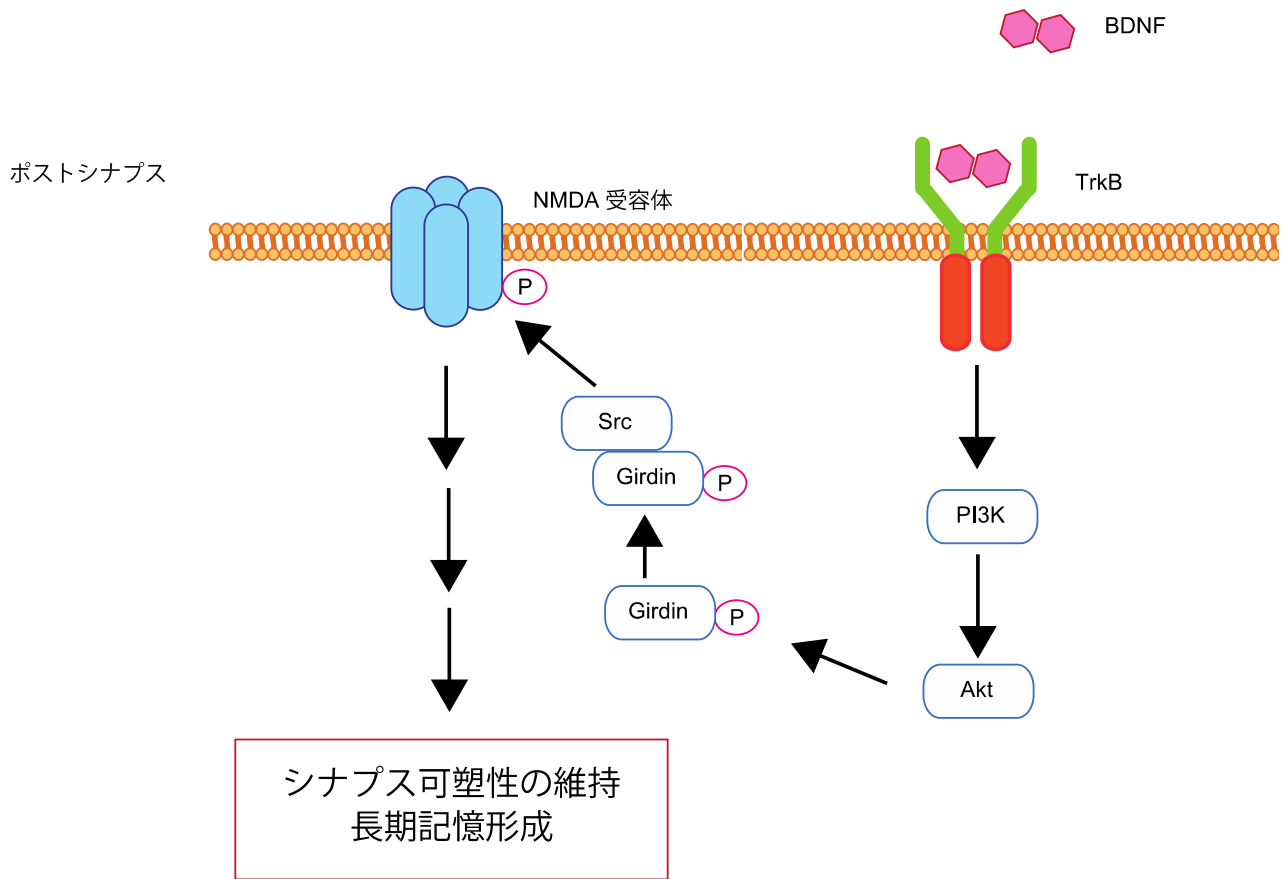 BDNF
ポストシナプス
NMDA 受容体
TrkB
P
Src
Girdin
P
PI3K
Girdin
P
Akt
シナプス可塑性の維持
長期記憶形成